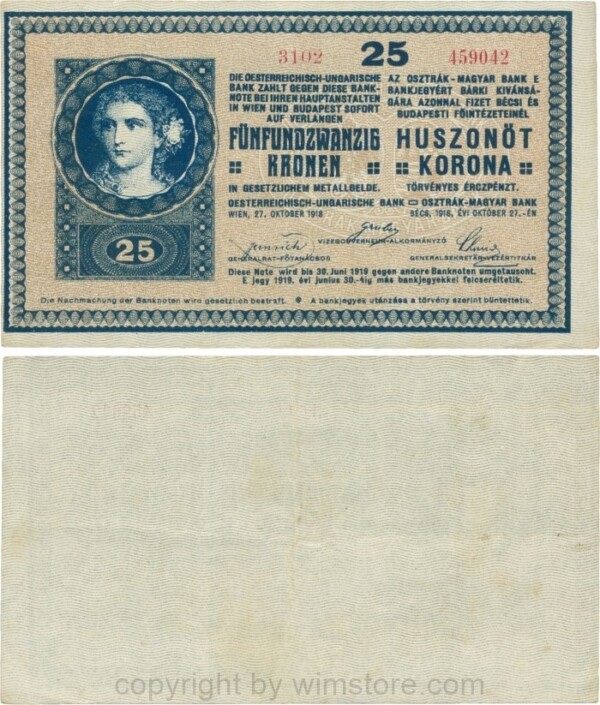 3102 25 459042
DIE OESTERREICHISCH-UNGARISCHE
BANK ZAHLT GEGEN DIESE BANK-
NOTE BEI IHREN HAUPTANSTALTEN
IN WIEN UND BUDAPEST SOFORT
AUF VERLANGEN
FÜNFUNDZWANZIG
KRONEN
IN GESETZLICHEM METALLGELDE.
OESTERREICHISCH-UNGARISCHE BANK
WIEN, 27. OKTOBER 1918
AZ OSZTRÁK-MAGYAR BANK E
BANKJEGYÉRT BÁRKI KIVÁNSÁ-
GÁRA AZONNAL FIZET BÉCSI ÉS
BUDAPESTI FŐINTÉZETEINÉL
HUSZONÖT
KORONA
TÖRVÉNYES ÉRCZPÉNZT.
OSZTRÁK-MAGYAR BANK
BÉCS, 1918. ÉVI OKTÓBER 27.-ÉN
VIZEGOUVERNEUR-ALKORMÁNYZÓ
GENERALRAT-FŐTANÁCSOS
GENERALSEKRETÄR-VEZÉRTITKÁR
25
Diese Note wird bis 30. Juni 1919 gegen andere Banknoten umgetauscht.
E jegy 1919. évi junius 30.-áig más bankjegyekkel felcseréltetik.
Die Nachmachung der Banknoten wird gesetzlich bestraft. A bankjegyek utánzása a törvény szerint büntettetik.
copyright by wimstore.com